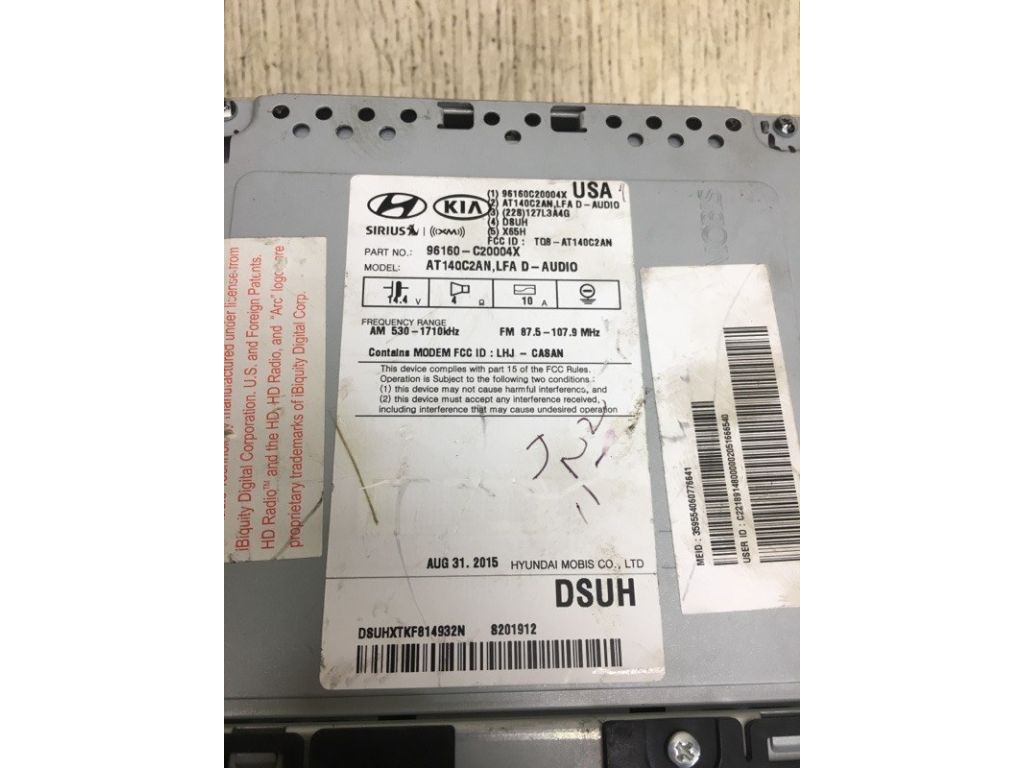 USA
(1) 96160C20004X
(2) AT140C2AN,LFA D-AUDIO
(3) (228)127L3A4G
(4) DSUH
(5) X65H
FCC ID : TQ8-AT140C2AN
KIA
SIRIUS | ((XM))
PART NO.: 96160-C20004X
MODEL: AT140C2AN,LFA D-AUDIO
14.4 V 4 Ω 10 A
FREQUENCY RANGE
AM 530-1710kHz FM 87.5-107.9 MHz
Contains MODEM FCC ID : LHJ - CASAN
This device complies with part 15 of the FCC Rules.
Operation is Subject to the following two conditions :
(1) this device may not cause harmful interference, and
(2) this device must accept any interference received,
including interference that may cause undesired operation
AUG 31. 2015 HYUNDAI MOBIS CO., LTD
DSUH
DSUHXTKF814932N S201912
manufactured under license from
iBiquity Digital Corporation. U.S. and Foreign Patents.
HD Radio™ and the HD, HD Radio, and "Arc" logos are
proprietary trademarks of iBiquity Digital Corp.
MEID : 359554060776641
USER ID : C221891480000002051666540